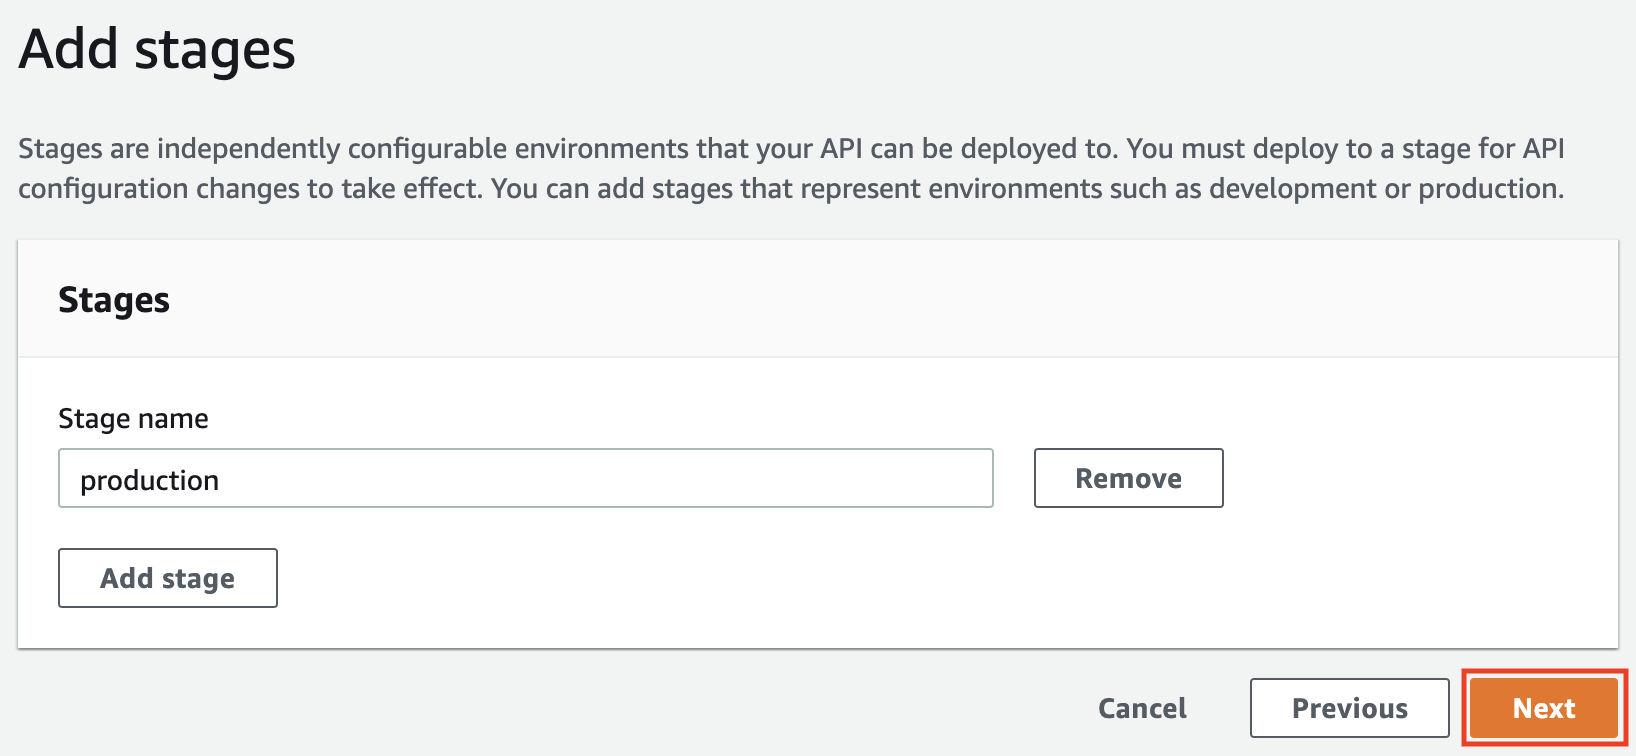 Add stages
Stages are independently configurable environments that your API can be deployed to. You must deploy to a stage for API
configuration changes to take effect. You can add stages that represent environments such as development or production.
Stages
Stage name
production
Remove
Add stage
Cancel
Previous
Next